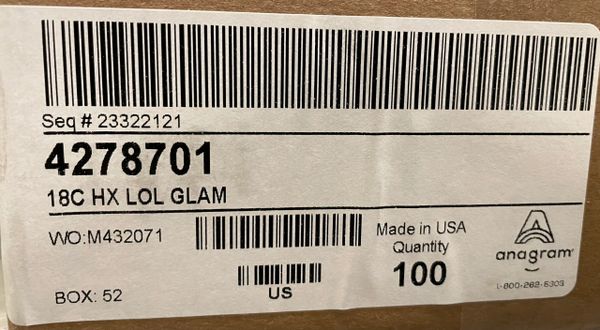 Seq # 23322121
4278701
18C HX LOL GLAM
WO:M432071
Made in USA
Quantity
100
US
BOX: 52
anagram
1-800-262-5303